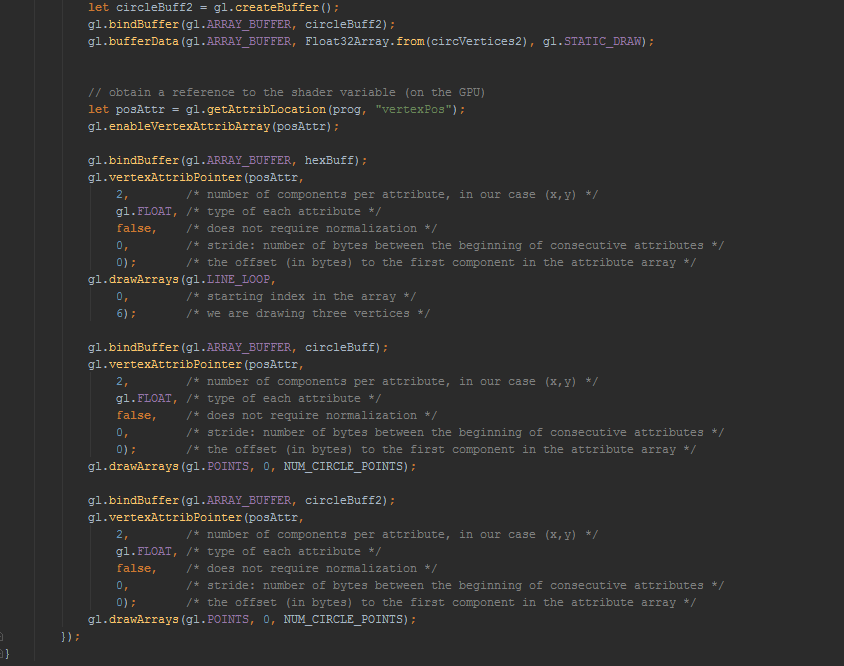 let circleBuff2 = gl.createBuffer();
gl.bindBuffer(gl.ARRAY_BUFFER, circleBuff2);
gl.bufferData(gl.ARRAY_BUFFER, Float32Array.from(circVertices2), gl.STATIC_DRAW);
// obtain a reference to the shader variable (on the GPU)
let posAttr = gl.getAttribLocation(prog, "vertexPos");
gl.enableVertexAttribArray(posAttr);
gl.bindBuffer(gl.ARRAY_BUFFER, hexBuff);
gl.vertexAttribPointer(posAttr,
2, /* number of components per attribute, in our case (x,y) */
gl.FLOAT, /* type of each attribute */
false, /* does not require normalization */
0, /* stride: number of bytes between the beginning of consecutive attributes */
0); /* the offset (in bytes) to the first component in the attribute array */
gl.drawArrays(gl.LINE_LOOP,
0, /* starting index in the array */
6); /* we are drawing three vertices */
gl.bindBuffer(gl.ARRAY_BUFFER, circleBuff);
gl.vertexAttribPointer(posAttr,
2, /* number of components per attribute, in our case (x,y) */
gl.FLOAT, /* type of each attribute */
false, /* does not require normalization */
0, /* stride: number of bytes between the beginning of consecutive attributes */
0); /* the offset (in bytes) to the first component in the attribute array */
gl.drawArrays(gl.POINTS, 0, NUM_CIRCLE_POINTS);
gl.bindBuffer(gl.ARRAY_BUFFER, circleBuff2);
gl.vertexAttribPointer(posAttr,
2, /* number of components per attribute, in our case (x,y) */
gl.FLOAT, /* type of each attribute */
false, /* does not require normalization */
0, /* stride: number of bytes between the beginning of consecutive attributes */
0); /* the offset (in bytes) to the first component in the attribute array */
gl.drawArrays(gl.POINTS, 0, NUM_CIRCLE_POINTS);
});
}